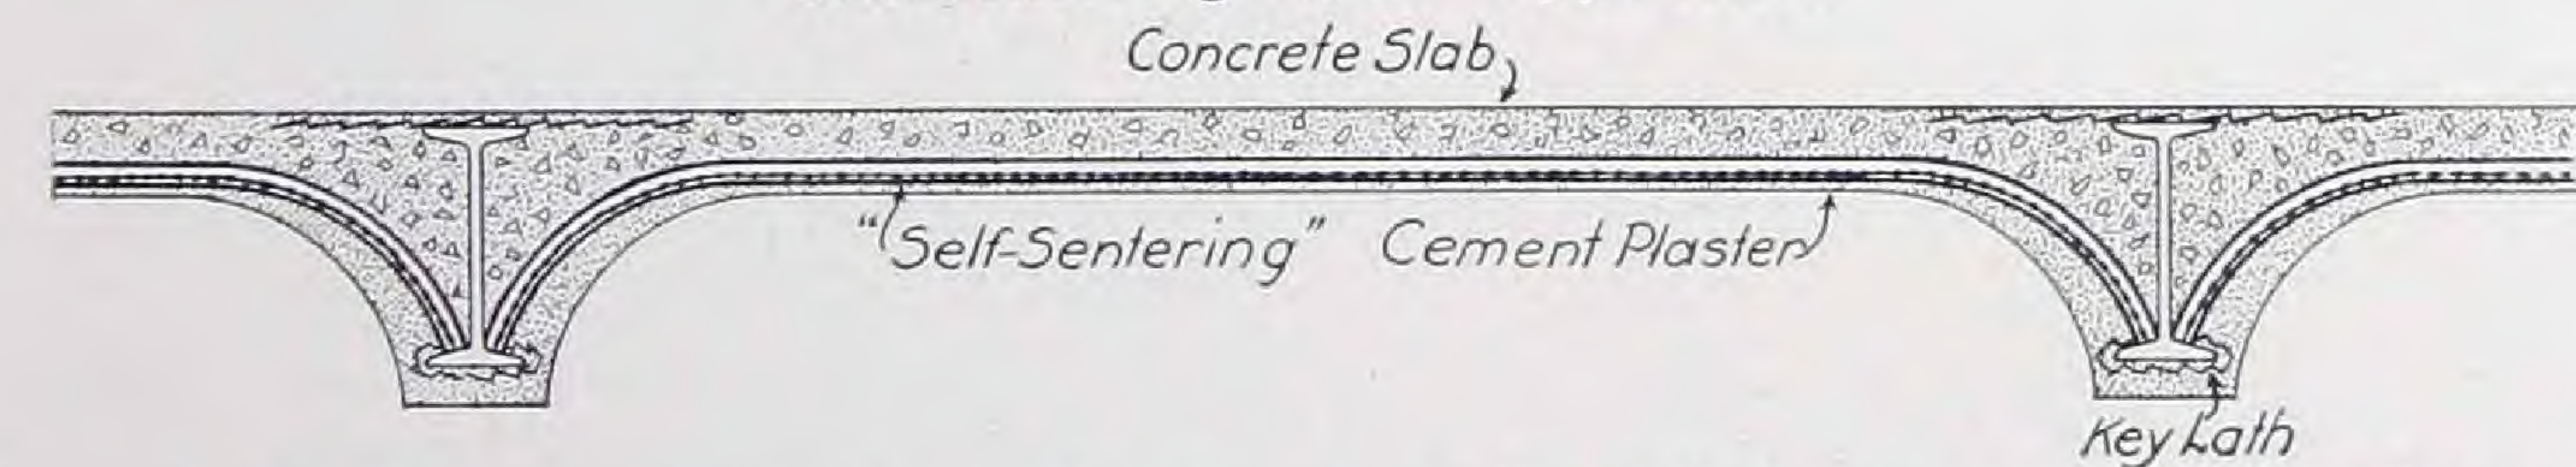 Concrete Slab
"Self-Sentering" Cement Plaster
Key Lath